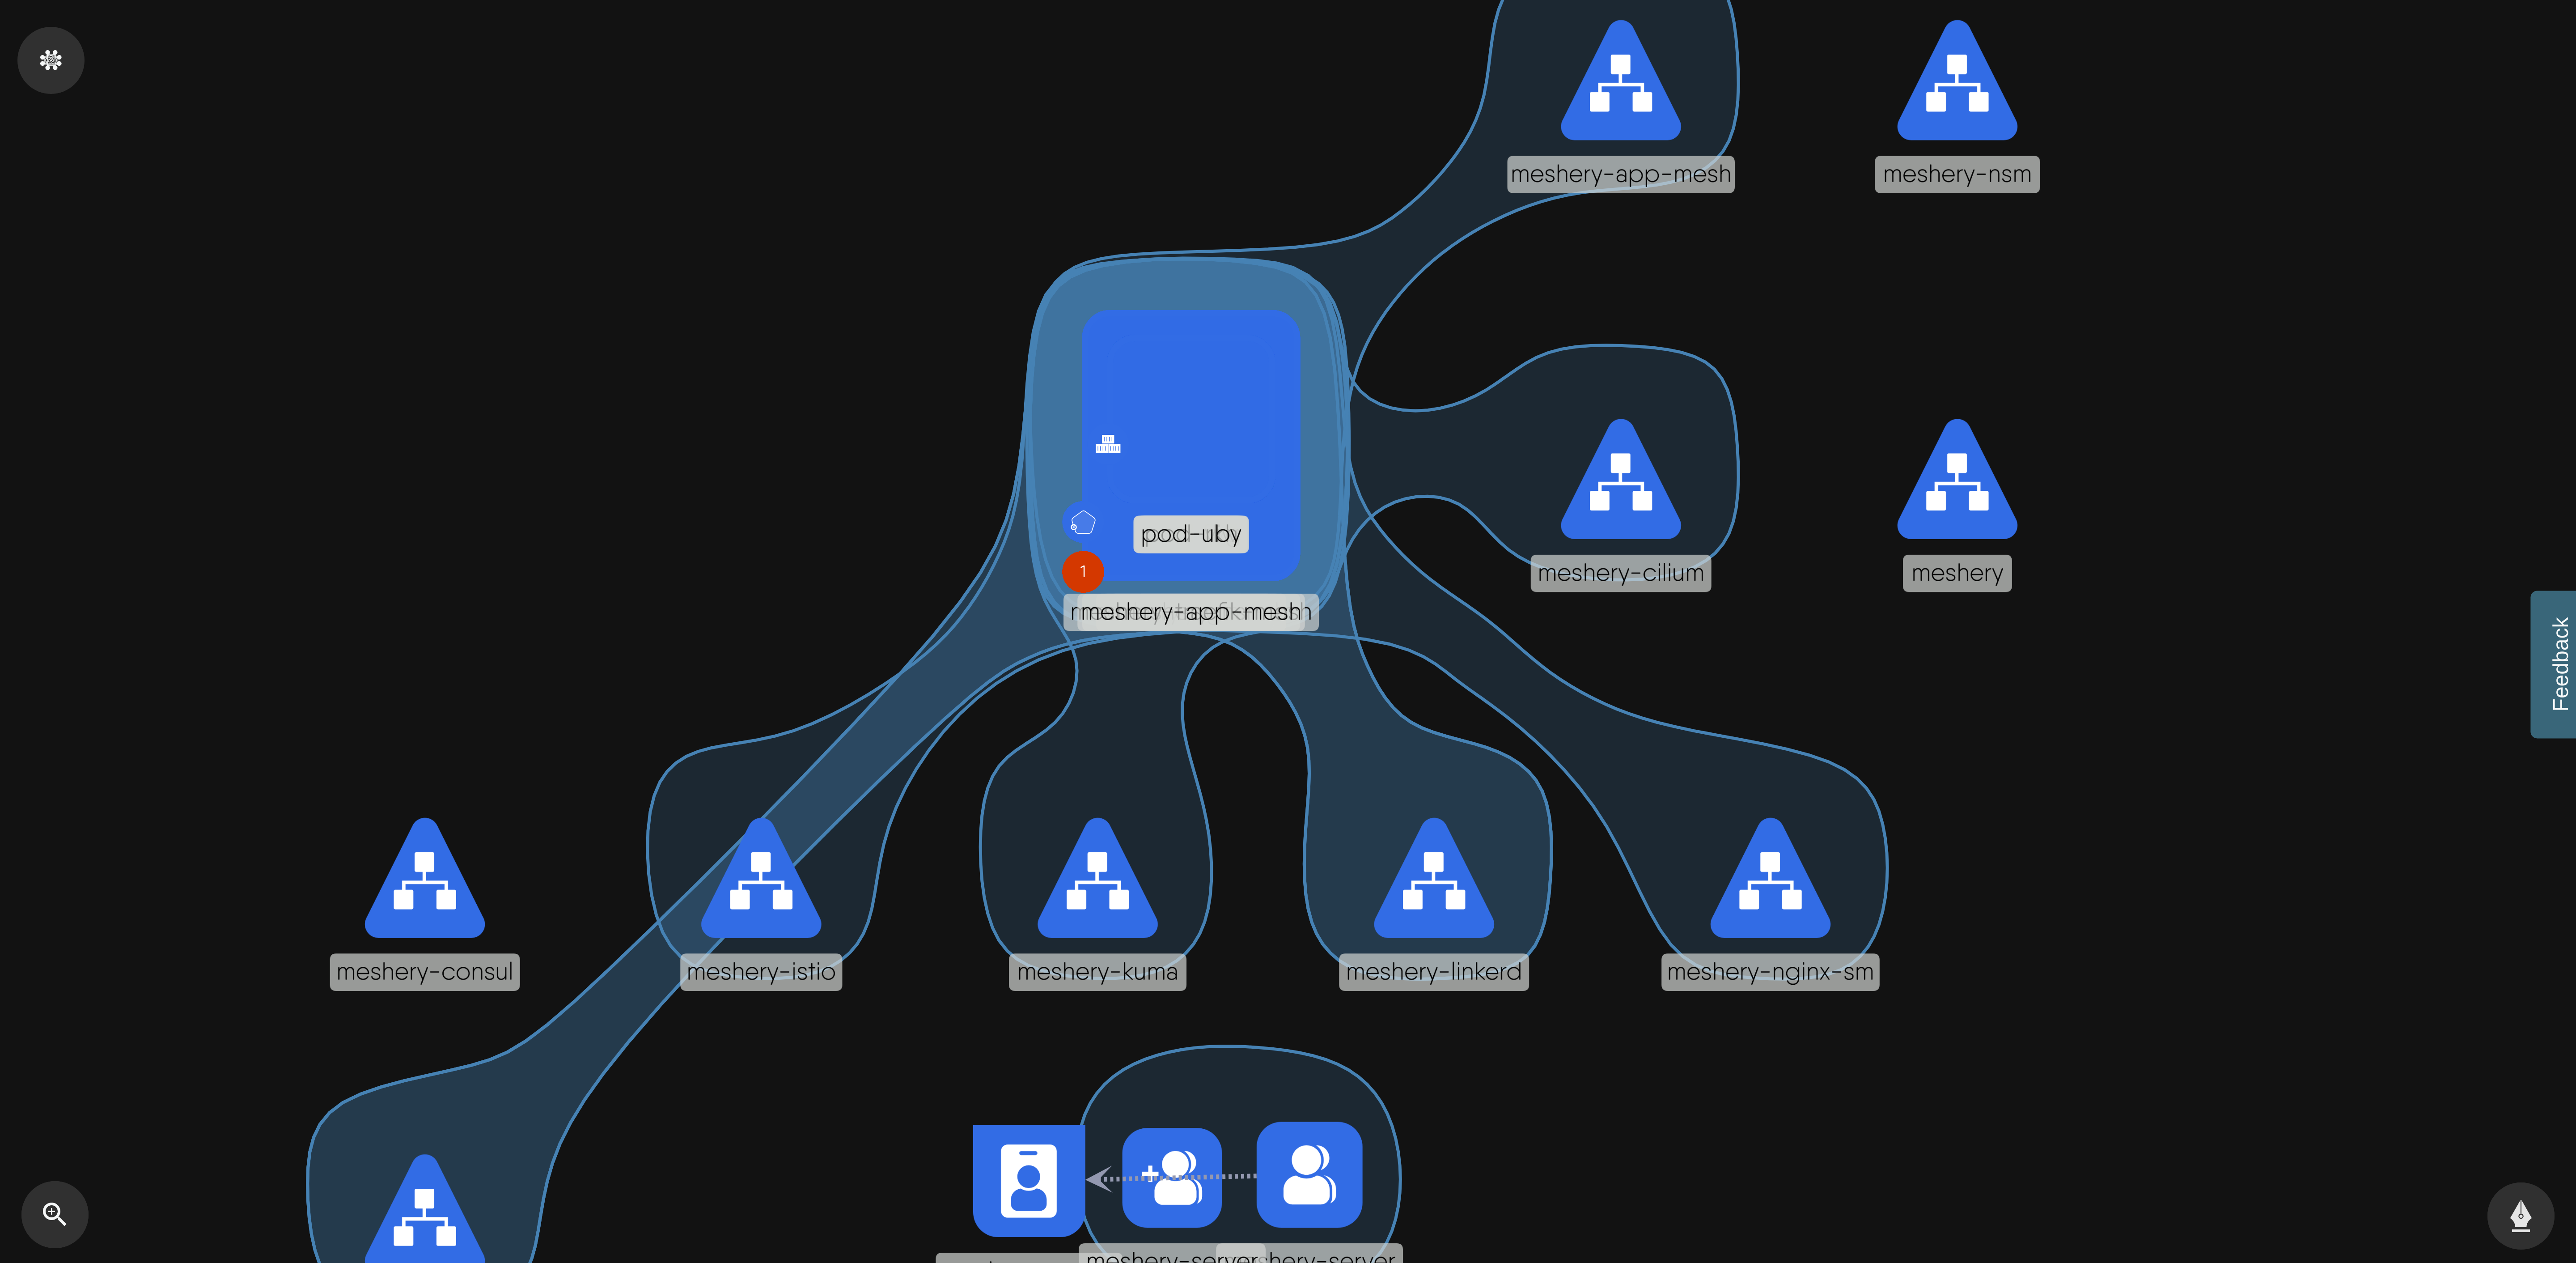 meshery-app-mesh
meshery-nsm
pod-uby
meshery-cilium
meshery
1
meshery-app-mesh
Feedback
meshery-consul
meshery-istio
meshery-kuma
meshery-linkerd
meshery-nginx-sm
meshery-server